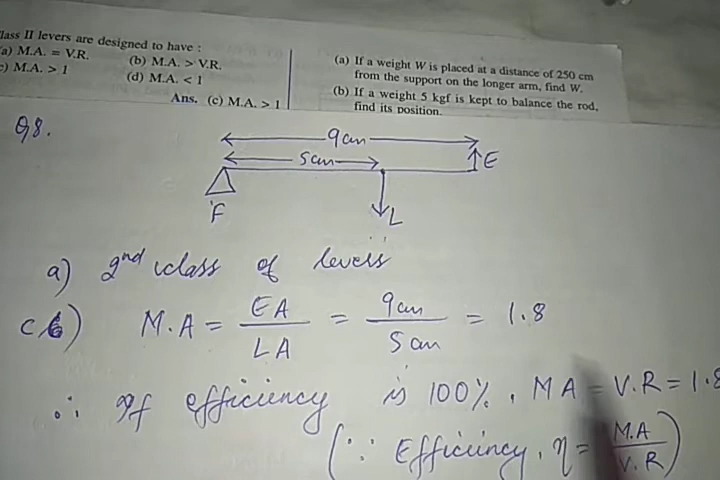 lass II levers are designed to have :
a) M.A. = V.R.
(b) M.A. > V.R.
c) M.A. > 1
(d) M.A. < 1
Ans. (c) M.A. > 1
(a) If a weight W is placed at a distance of 250 cm
from the support on the longer arm, find W.
(b) If a weight 5 kgf is kept to balance the rod,
find its position.
Q8.
9cm
5cm
E
F
L
a) 2nd class of levers
M.A = EA / LA = 9cm / 5cm = 1.8
∴ If efficiency is 100%, MA = V.R = 1.8
(∵ Efficiency, η = M.A / V.R)